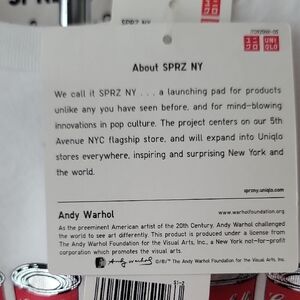 SPRZ NY
UNI
QLO
About SPRZ NY
We call it SPRZ NY . . . a launching pad for products
unlike any you have seen before, and for mind-blowing
innovations in pop culture. The project centers on our 5th
Avenue NYC flagship store, and will expand into Uniqlo
stores everywhere, inspiring and surprising New York and
the world.
sprzny.uniqlo.com
Andy Warhol
www.warholfoundation.org
As the preeminent American artist of the 20th Century, Andy Warhol challenged
the world to see art differently. This product is produced under a license from
The Andy Warhol Foundation for the Visual Arts, Inc., a New York not-for-profit
corporation which promotes the visual arts.
Andy Warhol
©/®/™ The Andy Warhol Foundation for the Visual Arts, Inc.